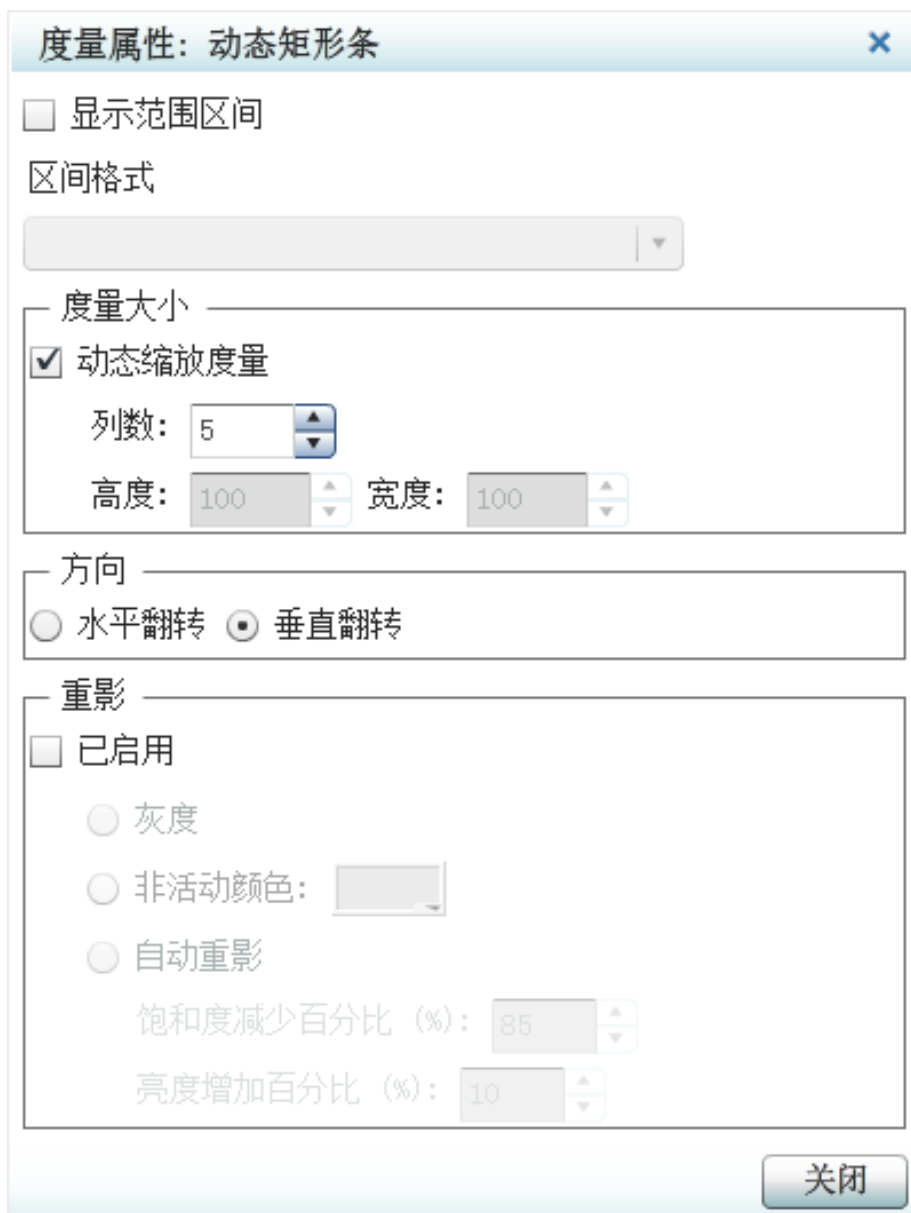 度量属性: 动态矩形条
显示范围区间
区间格式
度量大小
动态缩放度量
列数: 5
高度: 100 宽度: 100
方向
水平翻转 垂直翻转
重影
已启用
灰度
非活动颜色:
自动重影
饱和度减少百分比 (%): 85
亮度增加百分比 (%): 10
关闭